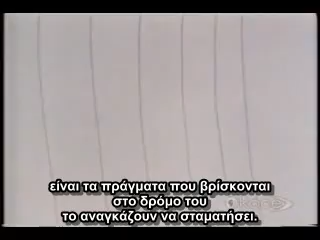 είναι τα πράγματα που βρίσκονται
στο δρόμο του
το αναγκάζουν να σταματήσει.